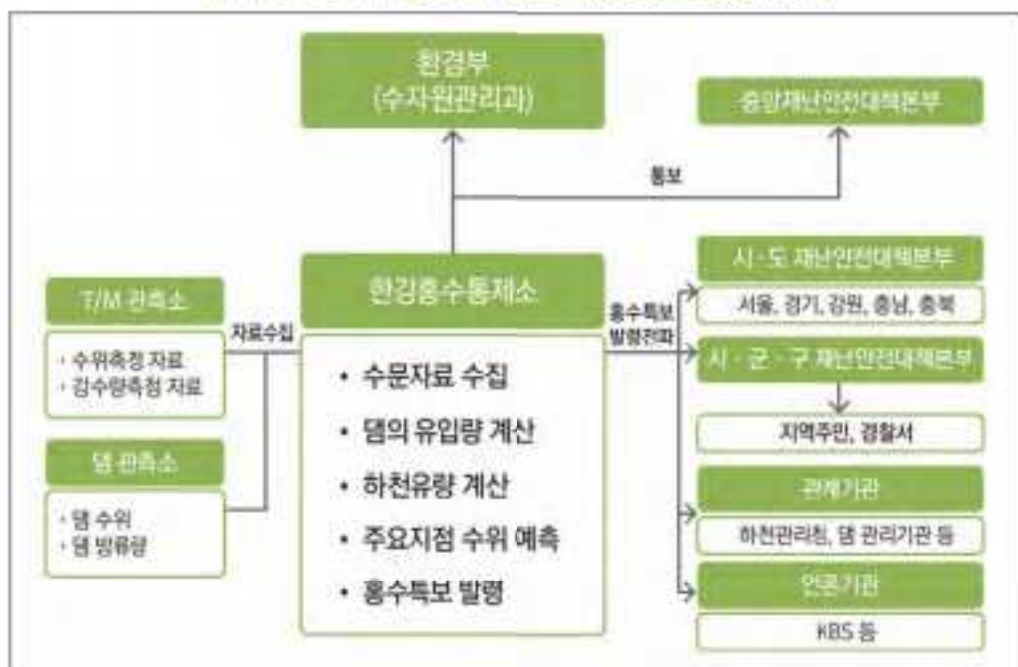 환경부
(수자원관리과)
중앙재난안전대책본부
통보
T/M 관측소
· 수위측정 자료
· 강수량측정 자료
댐 관측소
· 댐 수위
· 댐 방류량
자료수집
한강홍수통제소
• 수문자료 수집
• 댐의 유입량 계산
• 하천유량 계산
• 주요지점 수위 예측
• 홍수특보 발령
홍수특보
발령전파
시·도 재난안전대책본부
서울, 경기, 강원, 충남, 충북
시·군·구 재난안전대책본부
지역주민, 경찰서
관계기관
하천관리청, 댐 관리기관 등
언론기관
KBS 등